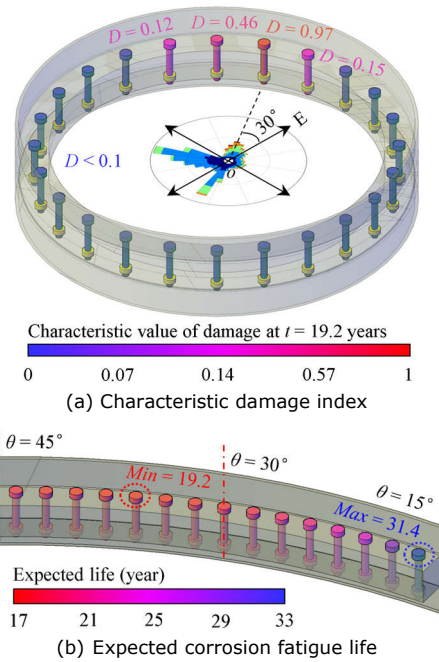 D = 0.12
D = 0.46
D = 0.97
D = 0.15
D < 0.1
30°
E
o
Characteristic value of damage at t = 19.2 years
0 0.07 0.14 0.57 1
(a) Characteristic damage index
θ = 45°
Min = 19.2
θ = 30°
θ = 15°
Max = 31.4
Expected life (year)
17 21 25 29 33
(b) Expected corrosion fatigue life